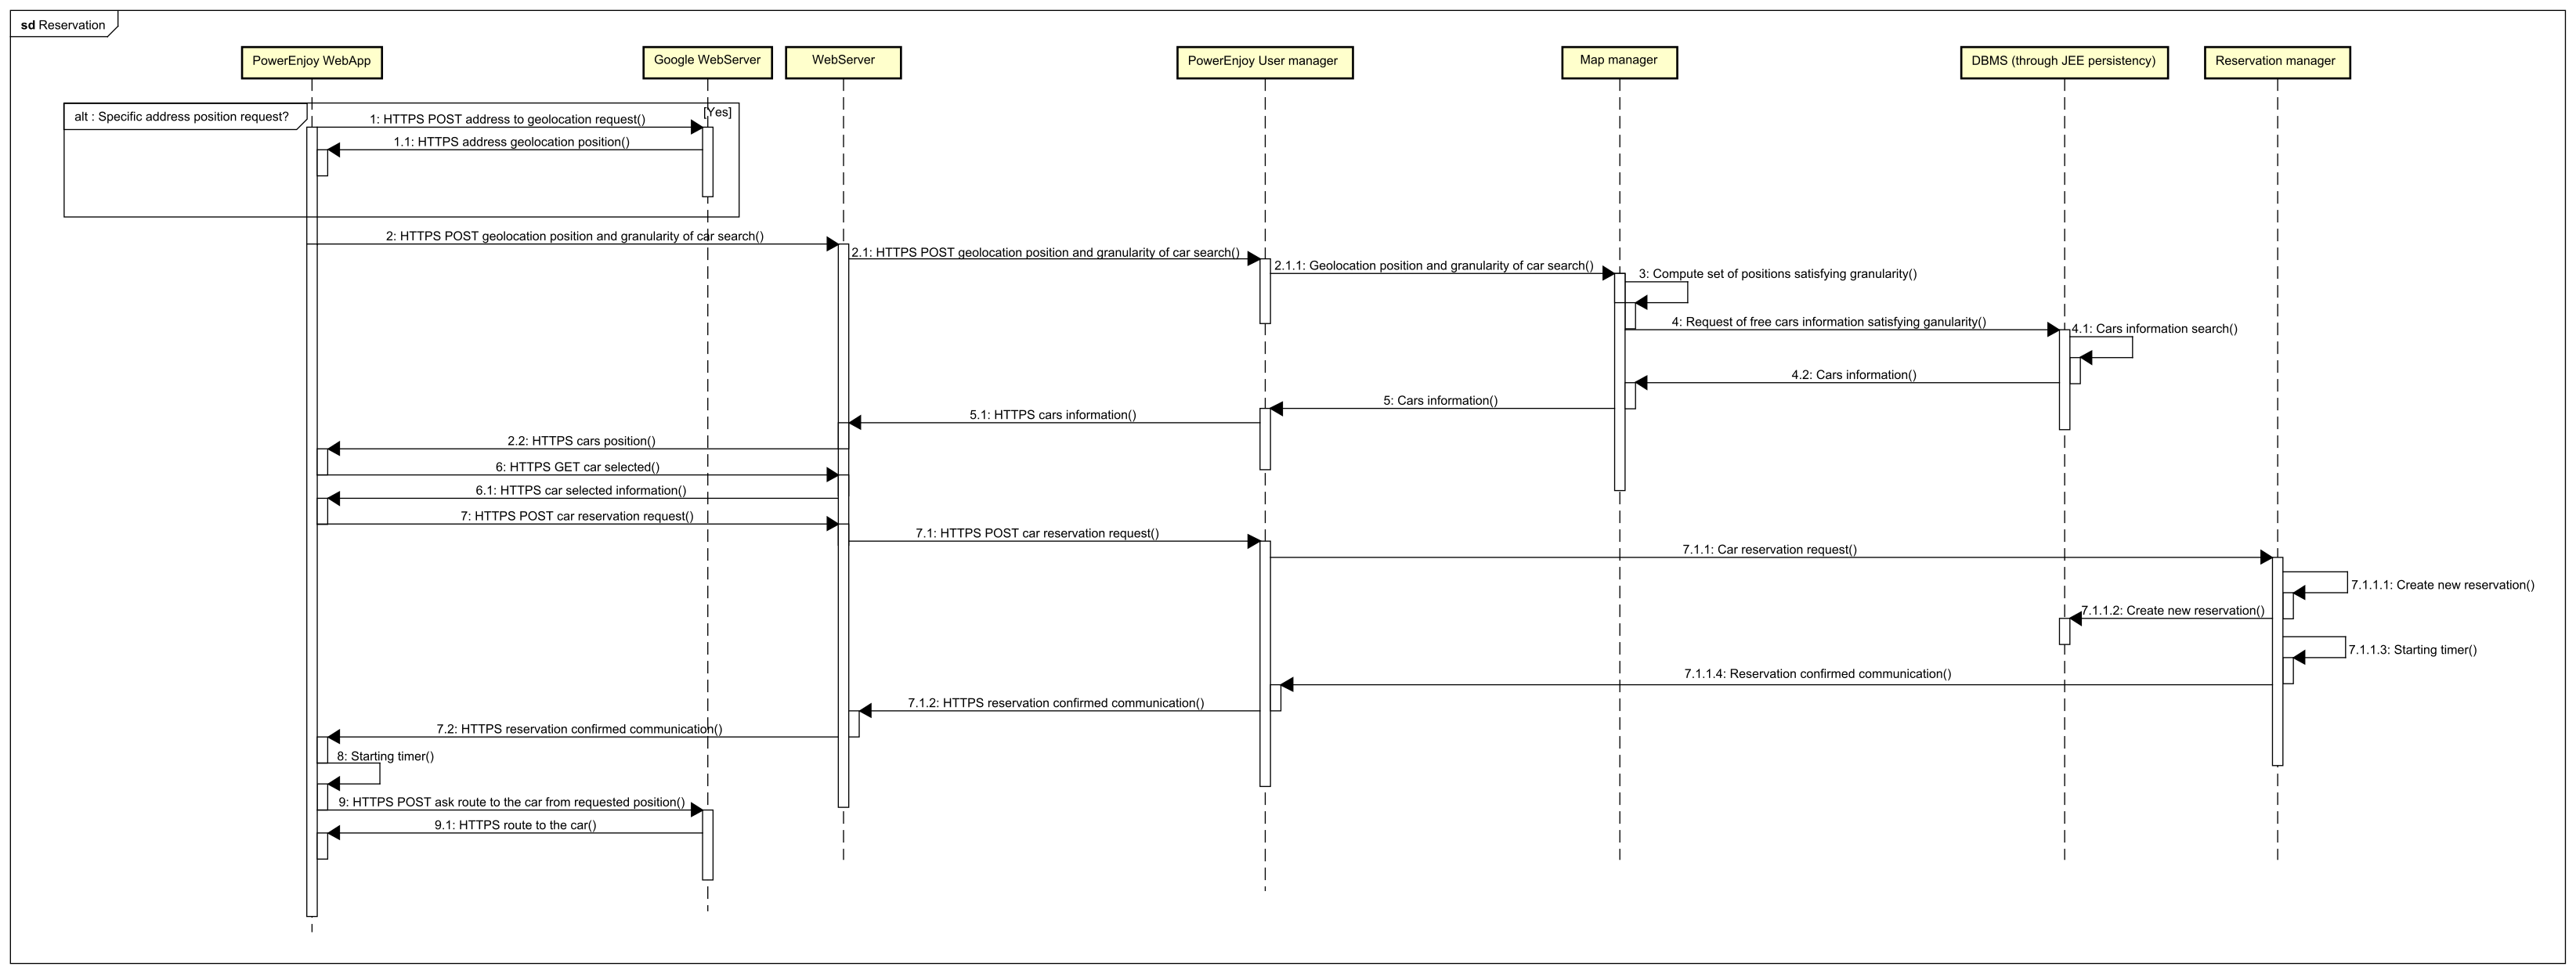 sd Reservation
PowerEnjoy WebApp
Google WebServer
WebServer
PowerEnjoy User manager
Map manager
DBMS (through JEE persistency)
Reservation manager
alt : Specific address position request?
[Yes]
1: HTTPS POST address to geolocation request()
1.1: HTTPS address geolocation position()
2: HTTPS POST geolocation position and granularity of car search()
2.1: HTTPS POST geolocation position and granularity of car search()
2.1.1: Geolocation position and granularity of car search()
3: Compute set of positions satisfying granularity()
4: Request of free cars information satisfying ganularity()
4.1: Cars information search()
4.2: Cars information()
5: Cars information()
5.1: HTTPS cars information()
2.2: HTTPS cars position()
6: HTTPS GET car selected()
6.1: HTTPS car selected information()
7: HTTPS POST car reservation request()
7.1: HTTPS POST car reservation request()
7.1.1: Car reservation request()
7.1.1.1: Create new reservation()
7.1.1.2: Create new reservation()
7.1.1.3: Starting timer()
7.1.1.4: Reservation confirmed communication()
7.1.2: HTTPS reservation confirmed communication()
7.2: HTTPS reservation confirmed communication()
8: Starting timer()
9: HTTPS POST ask route to the car from requested position()
9.1: HTTPS route to the car()